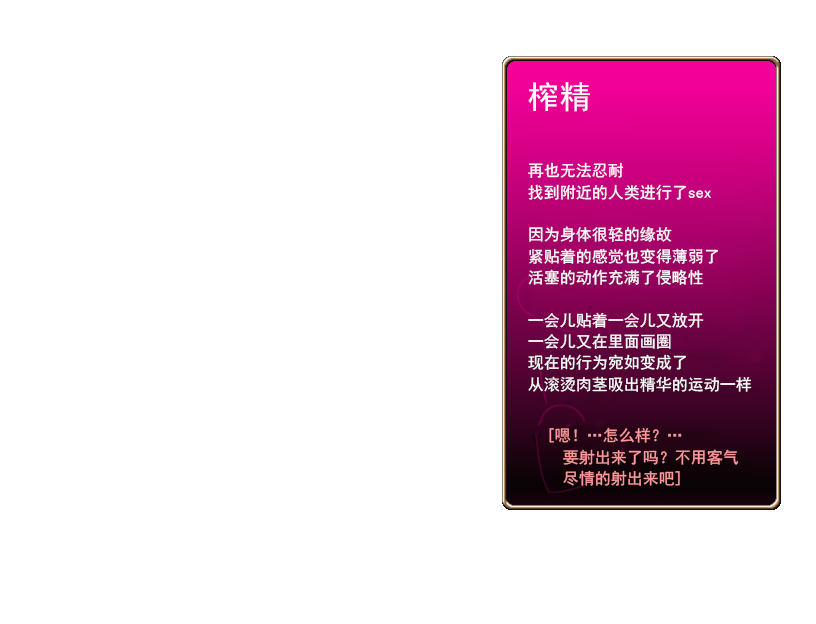 榨精
再也无法忍耐
找到附近的人类进行了sex
因为身体很轻的缘故
紧贴着的感觉也变得薄弱了
活塞的动作充满了侵略性
一会儿贴着一会儿又放开
一会儿又在里面画圈
现在的行为宛如变成了
从滚烫肉茎吸出精华的运动一样
[嗯！…怎么样？…
要射出来了吗？不用客气
尽情的射出来吧]